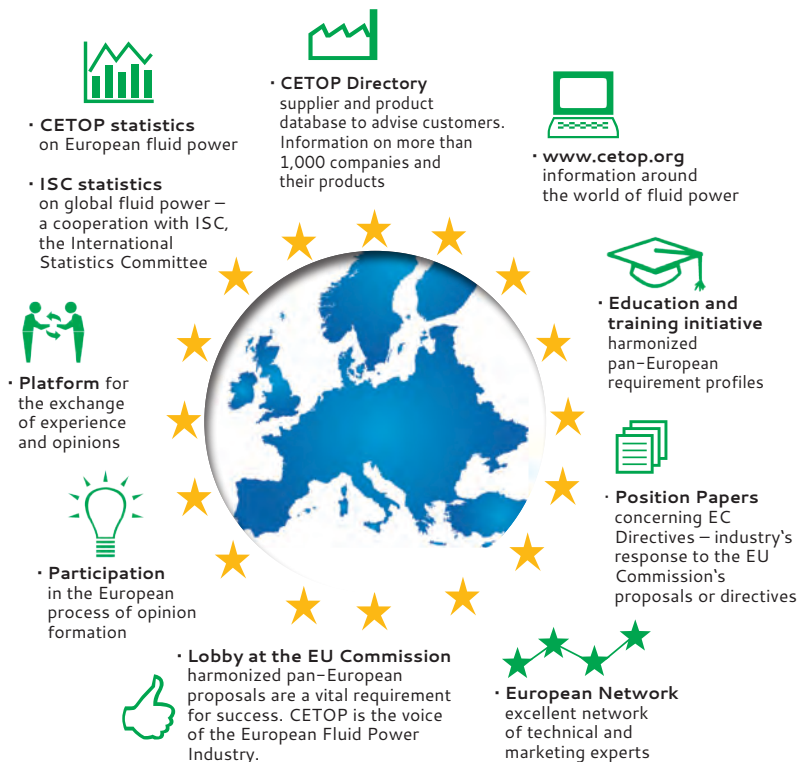 · CETOP statistics
on European fluid power
· ISC statistics
on global fluid power –
a cooperation with ISC,
the International
Statistics Committee
· CETOP Directory
supplier and product
database to advise customers.
Information on more than
1,000 companies and
their products
· www.cetop.org
information around
the world of fluid power
· Education and
training initiative
harmonized
pan-European
requirement profiles
· Platform for
the exchange
of experience
and opinions
· Position Papers
concerning EC
Directives – industry‘s
response to the EU
Commission‘s
proposals or directives
· Participation
in the European
process of opinion
formation
· Lobby at the EU Commission
harmonized pan-European
proposals are a vital requirement
for success. CETOP is the voice
of the European Fluid Power
Industry.
· European Network
excellent network
of technical and
marketing experts